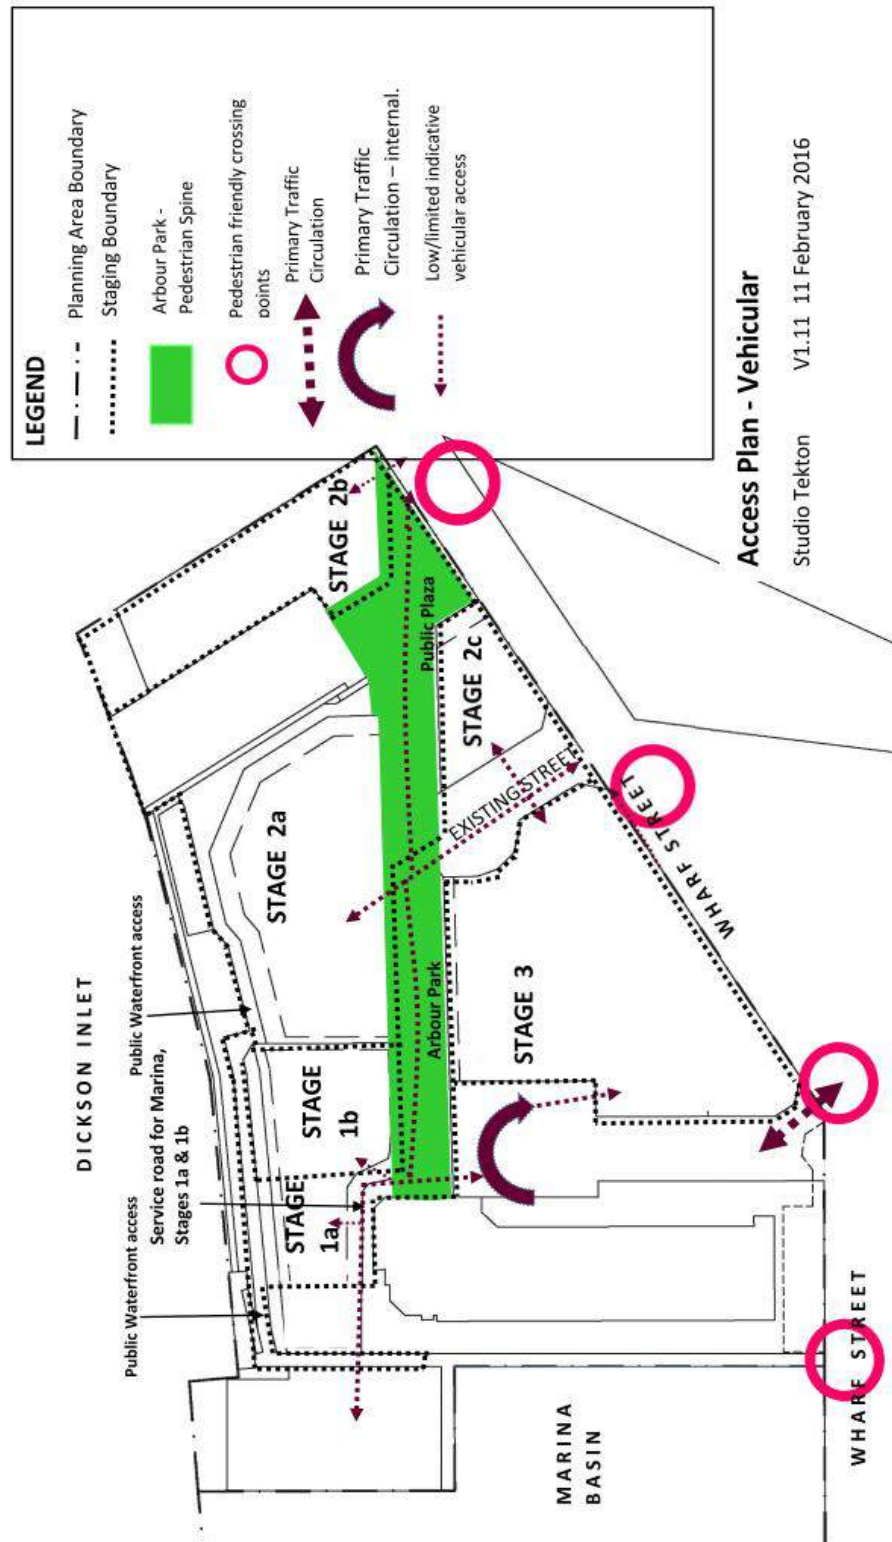 LEGEND
Planning Area Boundary
Staging Boundary
Arbour Park -
Pedestrian Spine
Pedestrian friendly crossing
points
Primary Traffic
Circulation
Primary Traffic
Circulation – internal.
Low/limited indicative
vehicular access
DICKSON INLET
Public Waterfront access
Service road for Marina,
Stages 1a & 1b
Public Waterfront access
STAGE
1a
STAGE
1b
STAGE 2a
STAGE 2b
Arbour Park
Public Plaza
STAGE 2c
EXISTING STREET
STAGE 3
WHARF STREET
MARINA
BASIN
WHARF STREET
Access Plan - Vehicular
Studio Tekton V1.11 11 February 2016